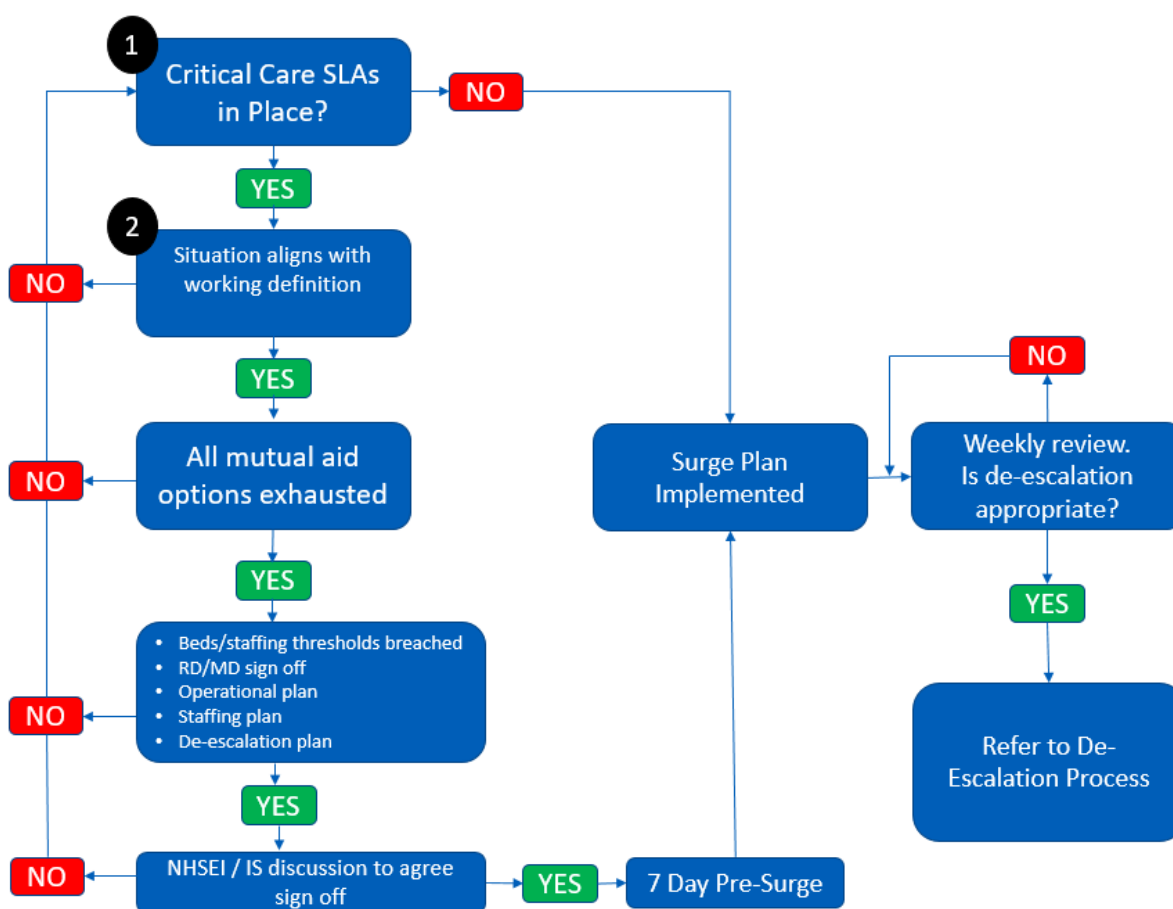 1
Critical Care SLAs
in Place?
NO
YES
2
Situation aligns with
working definition
NO
YES
All mutual aid
options exhausted
NO
YES
• Beds/staffing thresholds breached
• RD/MD sign off
• Operational plan
• Staffing plan
• De-escalation plan
NO
YES
NHSEI / IS discussion to agree
sign off
NO
YES
7 Day Pre-Surge
Surge Plan
Implemented
NO
Weekly review.
Is de-escalation
appropriate?
YES
Refer to De-
Escalation Process